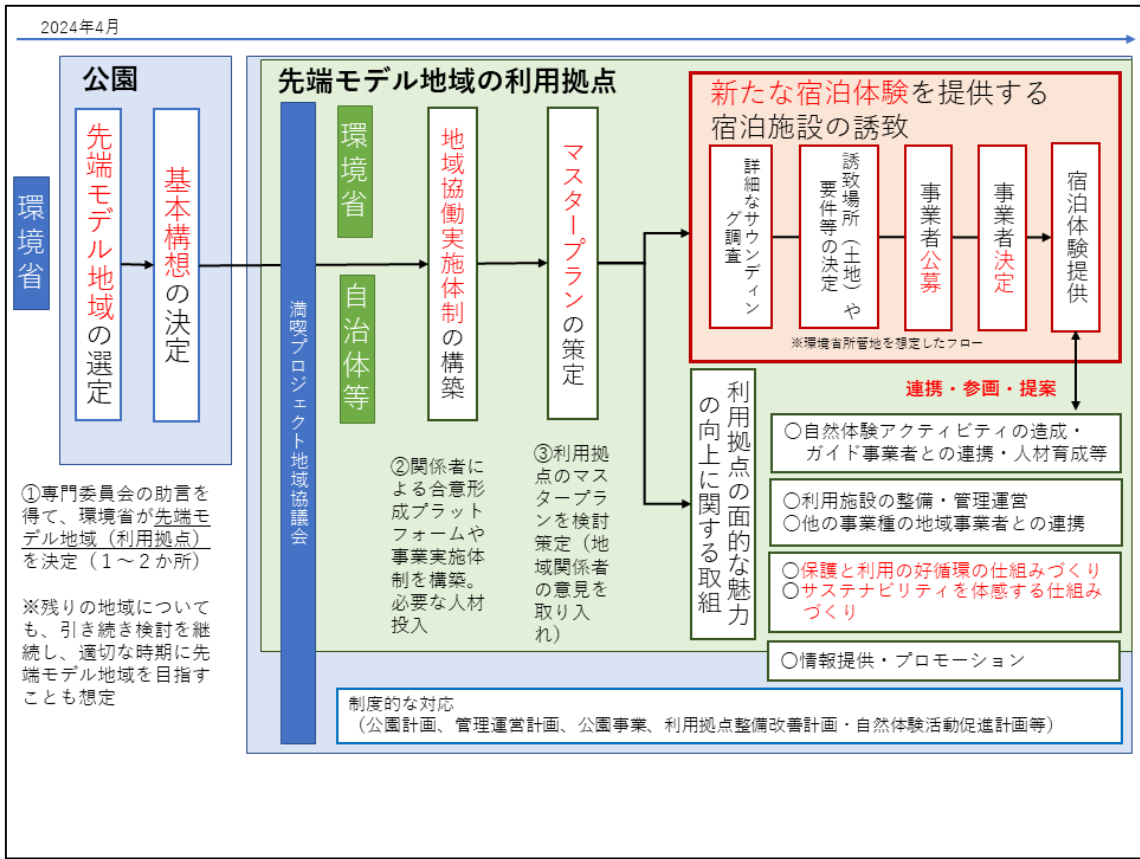 2024年4月
公園
先端モデル地域の利用拠点
環境省
先端モデル地域の選定
基本構想の決定
満喫プロジェクト地域協議会
環境省
自治体等
地域協働実施体制の構築
マスタープランの策定
新たな宿泊体験を提供する
宿泊施設の誘致
詳細なサウンディン
グ調査
誘致場所(土地)や
要件等の決定
事業者公募
事業者決定
宿泊体験提供
※環境省所管地を想定したフロー
連携・参画・提案
利用拠点の面的な魅力
の向上に関する取組
〇自然体験アクティビティの造成・
ガイド事業者との連携・人材育成等
〇利用施設の整備・管理運営
〇他の事業種の地域事業者との連携
〇保護と利用の好循環の仕組みづくり
〇サステナビリティを体感する仕組み
づくり
〇情報提供・プロモーション
①専門委員会の助言を
得て、環境省が先端モ
デル地域(利用拠点)
を決定(1~2か所)
※残りの地域について
も、引き続き検討を継
続し、適切な時期に先
端モデル地域を目指す
ことも想定
②関係者に
よる合意形
成プラット
フォームや
事業実施体
制を構築。
必要な人材
投入
③利用拠
点のマス
タープラ
ンを検討
策定(地
域関係者
の意見を
取り入
れ)
制度的な対応
(公園計画、管理運営計画、公園事業、利用拠点整備改善計画・自然体験活動促進計画等)